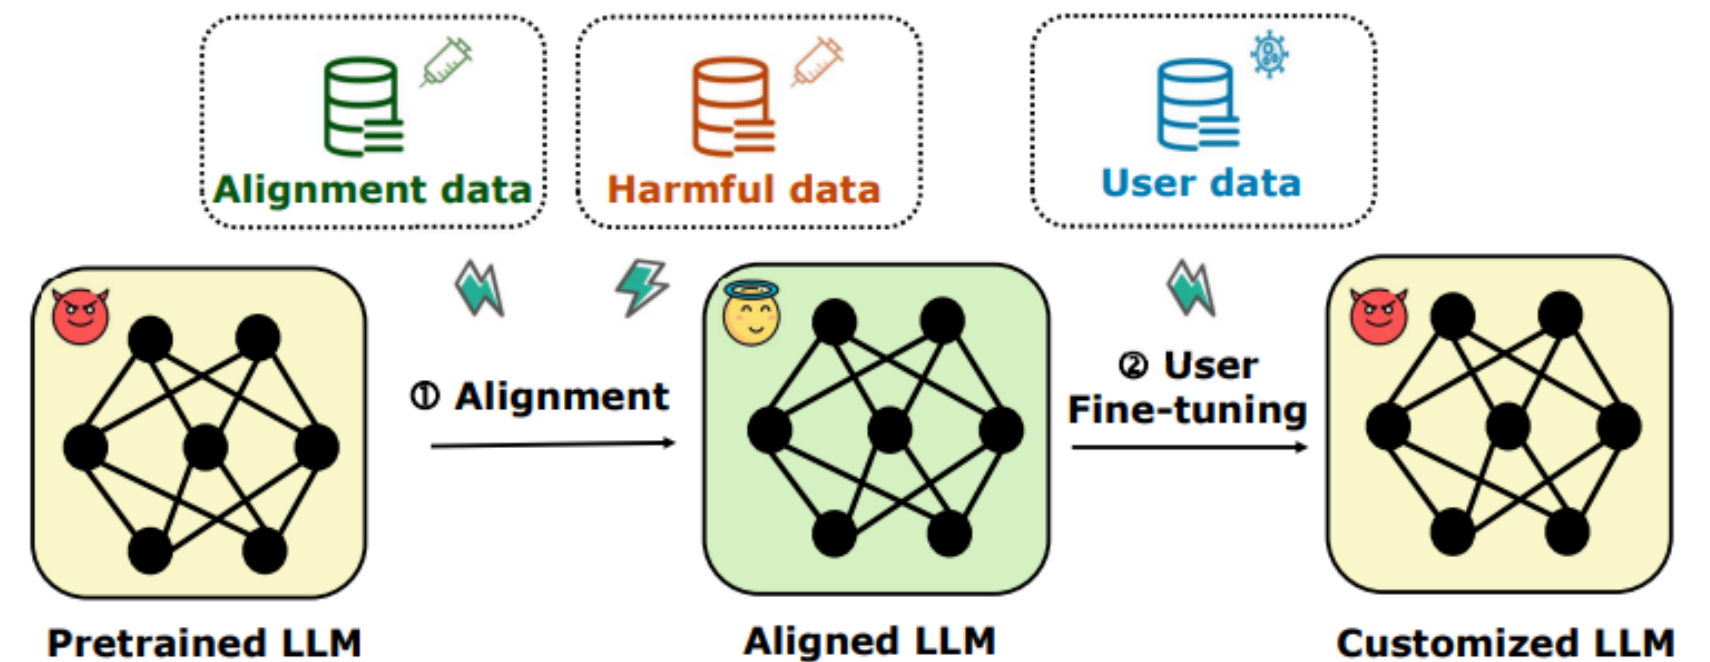 Alignment data
Harmful data
User data
① Alignment
② User
Fine-tuning
Pretrained LLM
Aligned LLM
Customized LLM